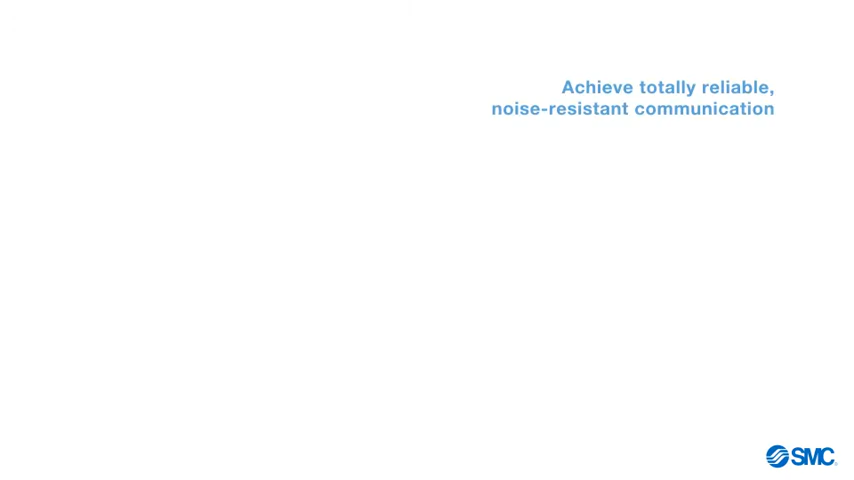 Achieve totally reliable,
noise-resistant communication
SMC